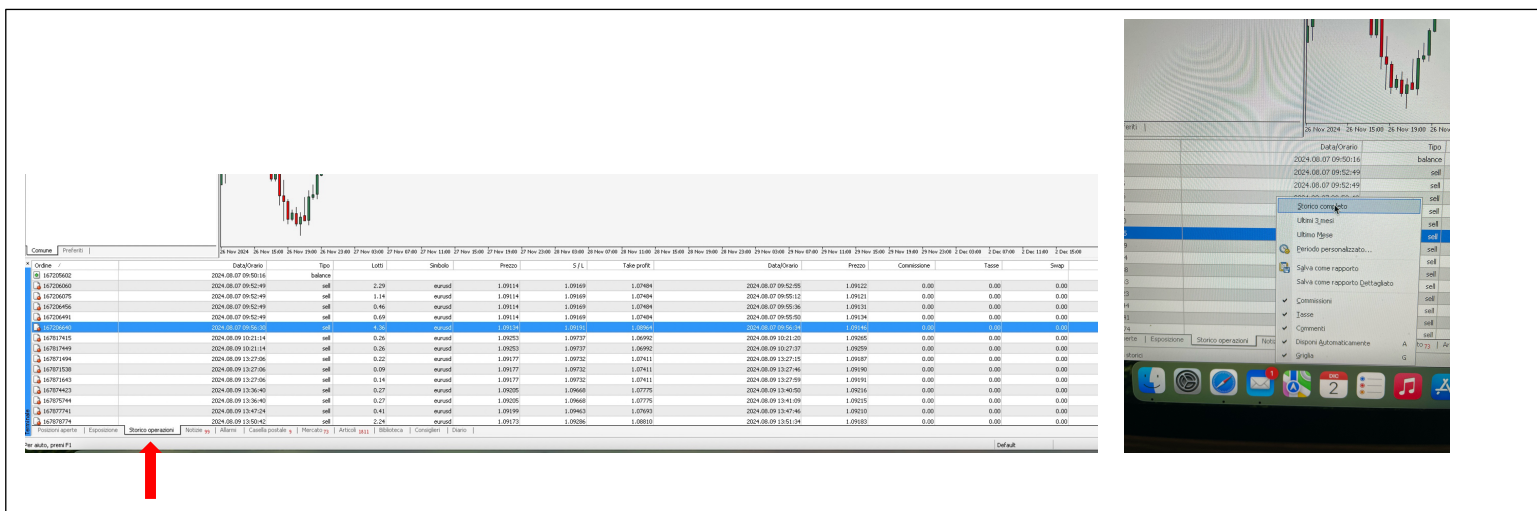 26 Nov 2024 26 Nov 15:00 26 Nov 19:00 26 Nov 23:00 27 Nov 03:00 27 Nov 07:00 27 Nov 11:00 27 Nov 15:00 27 Nov 19:00 27 Nov 23:00 28 Nov 03:00 28 Nov 07:00 28 Nov 11:00 28 Nov 15:00 28 Nov 19:00 28 Nov 23:00 29 Nov 03:00 29 Nov 07:00 29 Nov 11:00 29 Nov 15:00 29 Nov 19:00 29 Nov 23:00 2 Dec 03:00 2 Dec 07:00 2 Dec 11:00 2 Dec 15:00
Comune | Preferiti |
Ordine / Data/Orario Tipo Lotti Simbolo Prezzo S / L Take profit Data/Orario Prezzo Commissione Tasse Swap
167205602 2024.08.07 09:50:16 balance
167206060 2024.08.07 09:52:49 sell 2.29 eurusd 1.09114 1.09169 1.07484 2024.08.07 09:52:55 1.09122 0.00 0.00 0.00
167206075 2024.08.07 09:52:49 sell 1.14 eurusd 1.09114 1.09169 1.07484 2024.08.07 09:55:12 1.09121 0.00 0.00 0.00
167206456 2024.08.07 09:52:49 sell 0.46 eurusd 1.09114 1.09169 1.07484 2024.08.07 09:55:36 1.09131 0.00 0.00 0.00
167206491 2024.08.07 09:52:49 sell 0.69 eurusd 1.09114 1.09169 1.07484 2024.08.07 09:55:50 1.09134 0.00 0.00 0.00
167206640 2024.08.07 09:56:30 sell 4.36 eurusd 1.09134 1.09191 1.08964 2024.08.07 09:56:34 1.09146 0.00 0.00 0.00
167817415 2024.08.09 10:21:14 sell 0.26 eurusd 1.09253 1.09737 1.06992 2024.08.09 10:21:20 1.09265 0.00 0.00 0.00
167817449 2024.08.09 10:21:14 sell 0.26 eurusd 1.09253 1.09737 1.06992 2024.08.09 10:27:37 1.09259 0.00 0.00 0.00
167871494 2024.08.09 13:27:06 sell 0.22 eurusd 1.09177 1.09732 1.07411 2024.08.09 13:27:15 1.09187 0.00 0.00 0.00
167871538 2024.08.09 13:27:06 sell 0.09 eurusd 1.09177 1.09732 1.07411 2024.08.09 13:27:46 1.09190 0.00 0.00 0.00
167871643 2024.08.09 13:27:06 sell 0.14 eurusd 1.09177 1.09732 1.07411 2024.08.09 13:27:59 1.09191 0.00 0.00 0.00
167874423 2024.08.09 13:36:40 sell 0.27 eurusd 1.09205 1.09668 1.07775 2024.08.09 13:40:50 1.09216 0.00 0.00 0.00
167875744 2024.08.09 13:36:40 sell 0.27 eurusd 1.09205 1.09668 1.07775 2024.08.09 13:41:09 1.09215 0.00 0.00 0.00
167877741 2024.08.09 13:47:24 sell 0.41 eurusd 1.09199 1.09463 1.07693 2024.08.09 13:47:46 1.09210 0.00 0.00 0.00
167878774 2024.08.09 13:50:42 sell 2.24 eurusd 1.09173 1.09286 1.08810 2024.08.09 13:51:34 1.09183 0.00 0.00 0.00
Posizioni aperte | Esposizione | Storico operazioni | Notizie 99 | Allarmi | Casella postale 9 | Mercato 73 | Articoli 1811 | Biblioteca | Consiglieri | Diario |
Per aiuto, premi F1 Default
eriti |
26 Nov 2024 26 Nov 15:00 26 Nov 19:00 26 Nov
Data/Orario Tipo
2024.08.07 09:50:16 balance
2024.08.07 09:52:49 sell
2024.08.07 09:52:49 sell
sell
Storico completo sell
Ultimi 3 mesi sell
Ultimo Mese sell
Periodo personalizzato... sell
sell
Salva come rapporto sell
Salva come rapporto Dettagliato sell
Commissioni sell
Tasse sell
Commenti sell
erte | Esposizione | Storico operazioni | Noti
Disponi Automaticamente A
to 73 | Ar
storici
Griglia G
1
DIC
2